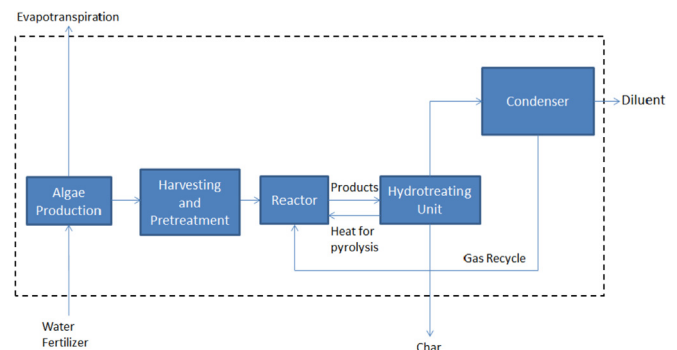 Evapotranspiration
Condenser
Diluent
Algae
Production
Harvesting
and
Pretreatment
Reactor
Products
Hydrotreating
Unit
Heat for
pyrolysis
Gas Recycle
Water
Fertilizer
Char